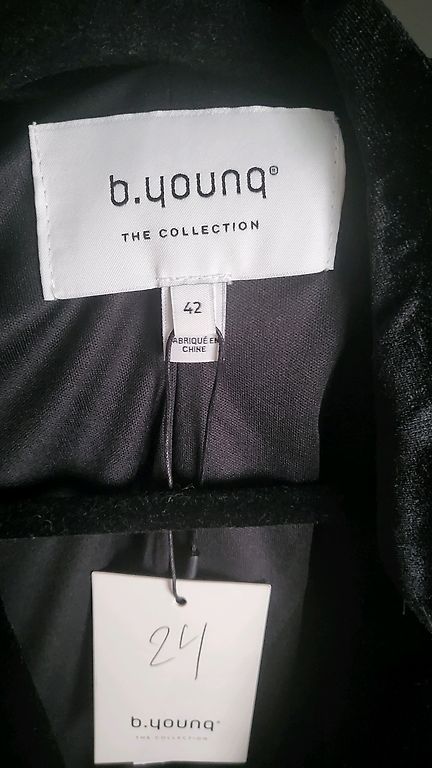 b.young®
THE COLLECTION
42
ABRIQUÉ EN
CHINE
24
b.young®
THE COLLECTION